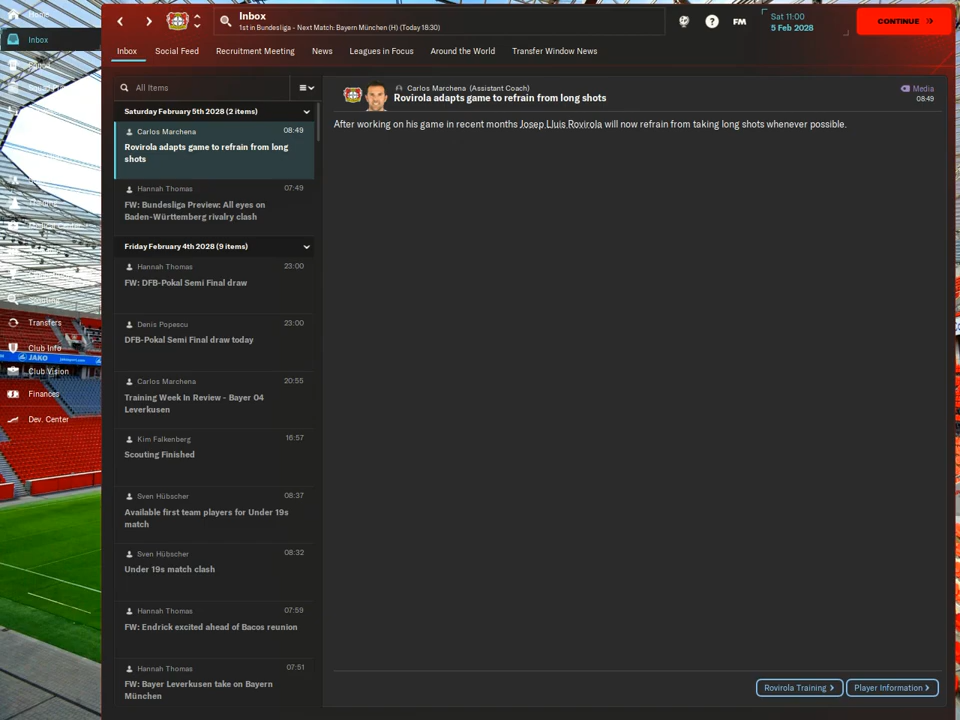 Home
Inbox
Inbox
1st in Bundesliga - Next Match: Bayern München (H) (Today 18:30)
FM
Sat 11:00
5 Feb 2028
CONTINUE
Inbox
Social Feed
Recruitment Meeting
News
Leagues in Focus
Around the World
Transfer Window News
All Items
Saturday February 5th 2028 (2 items)
Carlos Marchena
08:49
Rovirola adapts game to refrain from long
shots
Hannah Thomas
07:49
FW: Bundesliga Preview: All eyes on
Baden-Württemberg rivalry clash
Friday February 4th 2028 (9 items)
Hannah Thomas
23:00
FW: DFB-Pokal Semi Final draw
Denis Popescu
23:00
DFB-Pokal Semi Final draw today
Carlos Marchena
20:55
Training Week In Review - Bayer 04
Leverkusen
Kim Falkenberg
16:57
Scouting Finished
Sven Hübscher
08:37
Available first team players for Under 19s
match
Sven Hübscher
08:32
Under 19s match clash
Hannah Thomas
07:59
FW: Endrick excited ahead of Bacos reunion
Hannah Thomas
07:51
FW: Bayer Leverkusen take on Bayern
München
Carlos Marchena (Assistant Coach)
Rovirola adapts game to refrain from long shots
Media
08:49
After working on his game in recent months Josep Lluís Rovirola will now refrain from taking long shots whenever possible.
Rovirola Training
Player Information
Scouting
Transfers
Club Info
JAKO
Club Vision
Finances
Dev. Center